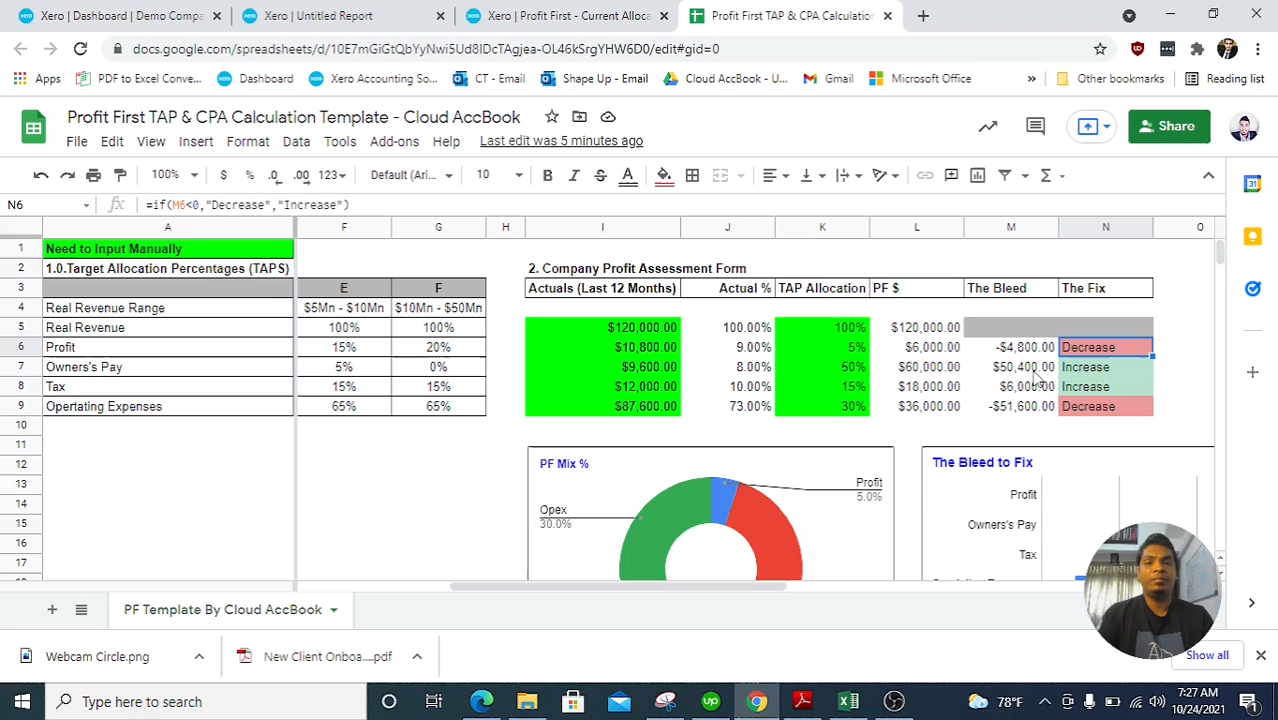 Xero | Dashboard | Demo Compa
Xero | Untitled Report
Xero | Profit First - Current Alloca
Profit First TAP & CPA Calculation
docs.google.com/spreadsheets/d/10E7mGiGtQbYyNwi5Ud8IDcTAgjea-OL46kSrgYHW6D0/edit#gid=0
Apps
PDF to Excel Conve...
Dashboard
Xero Accounting So...
CT - Email
Shape Up - Email
Cloud AccBook - U...
Gmail
Microsoft Office
»
Other bookmarks
Reading list
Profit First TAP & CPA Calculation Template - Cloud AccBook
File Edit View Insert Format Data Tools Add-ons Help Last edit was 5 minutes ago
Share
100% $ % .0 .00 123 Default (Ari... 10 B I S A Σ
N6 fx =if(M6<0,"Decrease","Increase")
A F G H I J K L M N O
1 Need to Input Manually
2 1.0.Target Allocation Percentages (TAPS) 2. Company Profit Assessment Form
3 E F Actuals (Last 12 Months) Actual % TAP Allocation PF $ The Bleed The Fix
4 Real Revenue Range $5Mn - $10Mn $10Mn - $50Mn
5 Real Revenue 100% 100% $120,000.00 100.00% 100% $120,000.00
6 Profit 15% 20% $10,800.00 9.00% 5% $6,000.00 -$4,800.00 Decrease
7 Owners's Pay 5% 0% $9,600.00 8.00% 50% $60,000.00 $50,400.00 Increase
8 Tax 15% 15% $12,000.00 10.00% 15% $18,000.00 $6,000.00 Increase
9 Opertating Expenses 65% 65% $87,600.00 73.00% 30% $36,000.00 -$51,600.00 Decrease
10
11
12
13
14
15
16
17
PF Mix %
Profit
5.0%
Opex
30.0%
The Bleed to Fix
Profit
Owners's Pay
Tax
PF Template By Cloud AccBook
Webcam Circle.png
New Client Onboa....pdf
Show all
Type here to search
78°F
7:27 AM
10/24/2021